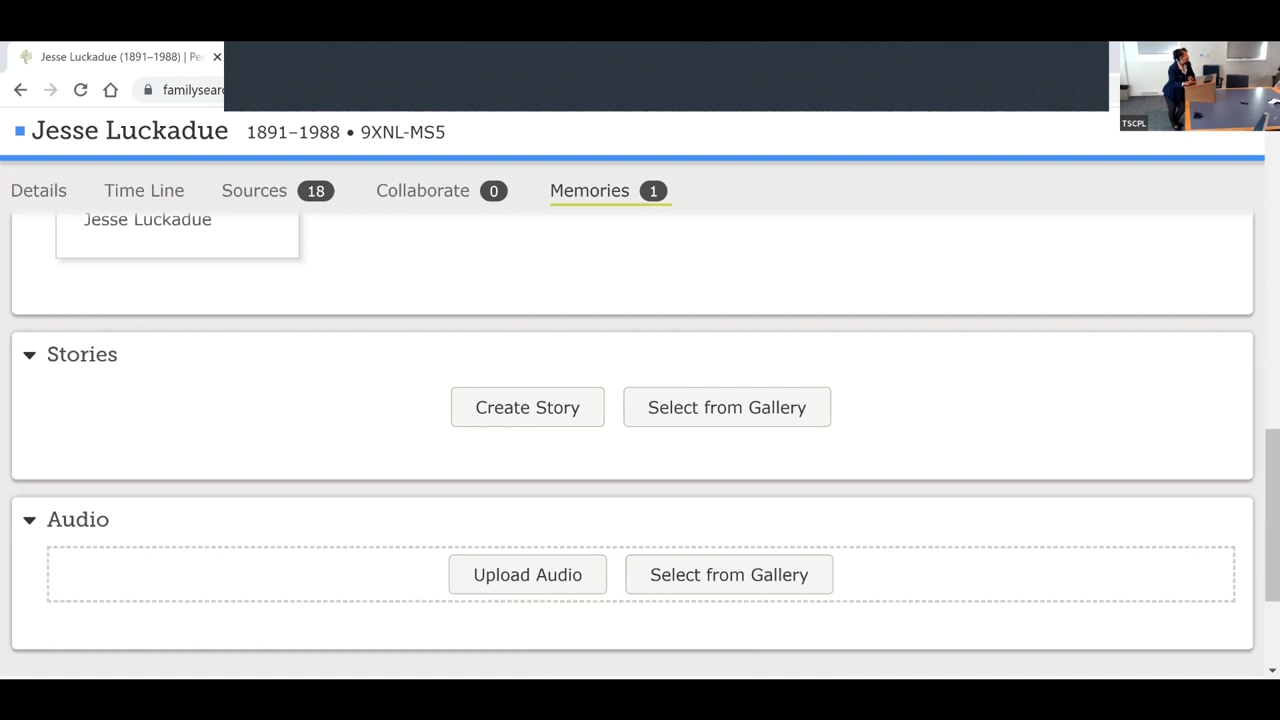 Jesse Luckadue (1891–1988) | Per
familysearc
TSCPL
Jesse Luckadue 1891–1988 • 9XNL-MS5
Details Time Line Sources 18 Collaborate 0 Memories 1
Jesse Luckadue
Stories
Create Story Select from Gallery
Audio
Upload Audio Select from Gallery